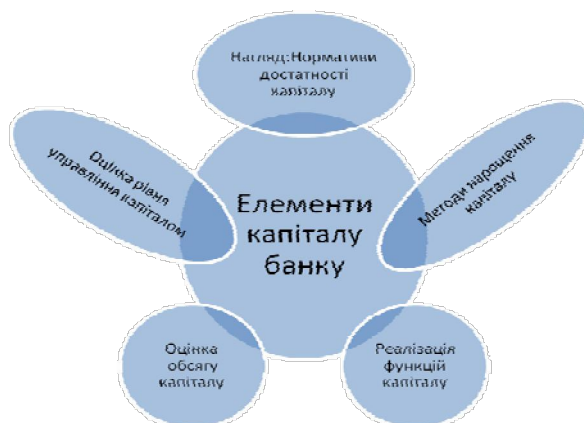 Нагляд:Нормативи
достатності
капіталу
Оцінка рівня
управління капіталом
Методи нарощення
капіталу
Елементи
капіталу
банку
Оцінка
обсягу
капіталу
Реалізація
функцій
капіталу